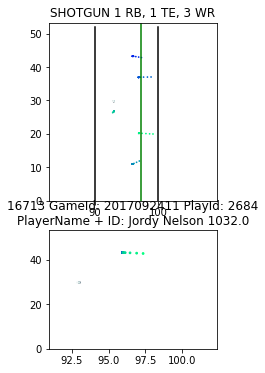 SHOTGUN 1 RB, 1 TE, 3 WR
50
40
30
20
10
0
90 100
16713 GameId: 2017092411 PlayId: 2684
PlayerName + ID: Jordy Nelson 1032.0
40
20
0
92.5 95.0 97.5 100.0